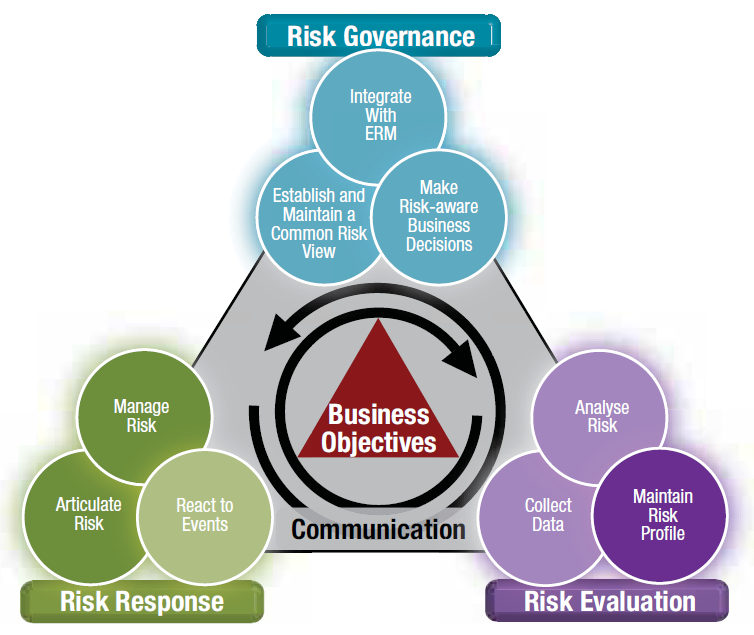 Risk Governance
Integrate
With
ERM
Establish and
Maintain a
Common Risk
View
Make
Risk-aware
Business
Decisions
Business
Objectives
Communication
Manage
Risk
Articulate
Risk
React to
Events
Risk Response
Analyse
Risk
Collect
Data
Maintain
Risk
Profile
Risk Evaluation